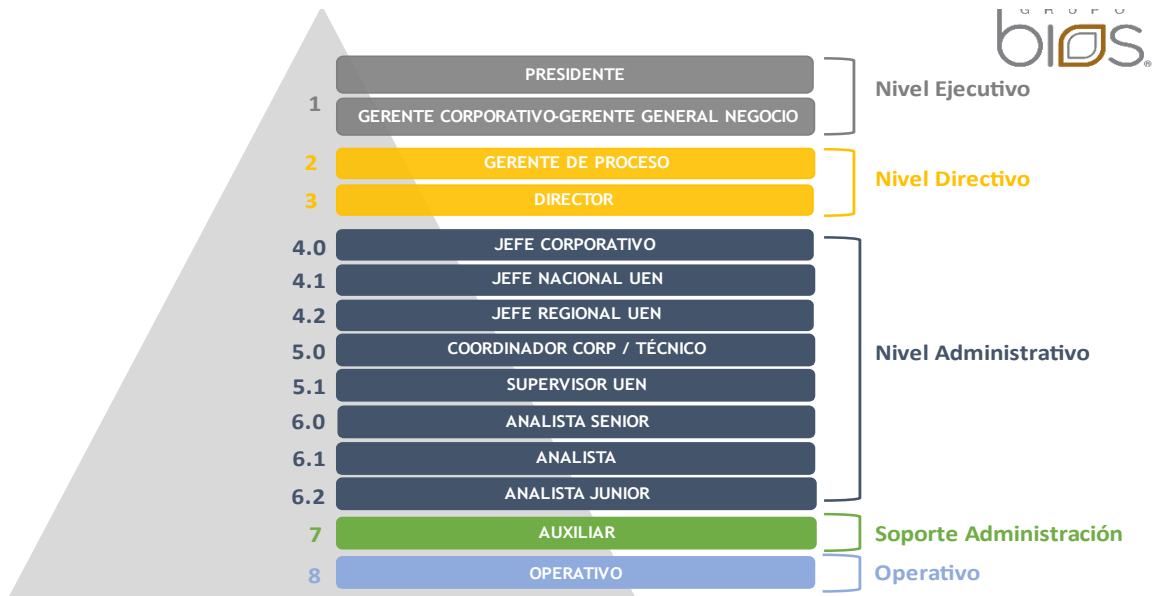 GRUPO
bios®
PRESIDENTE
1
GERENTE CORPORATIVO-GERENTE GENERAL NEGOCIO
Nivel Ejecutivo
2 GERENTE DE PROCESO
3 DIRECTOR
Nivel Directivo
4.0 JEFE CORPORATIVO
4.1 JEFE NACIONAL UEN
4.2 JEFE REGIONAL UEN
5.0 COORDINADOR CORP / TÉCNICO
5.1 SUPERVISOR UEN
6.0 ANALISTA SENIOR
6.1 ANALISTA
6.2 ANALISTA JUNIOR
Nivel Administrativo
7 AUXILIAR Soporte Administración
8 OPERATIVO Operativo